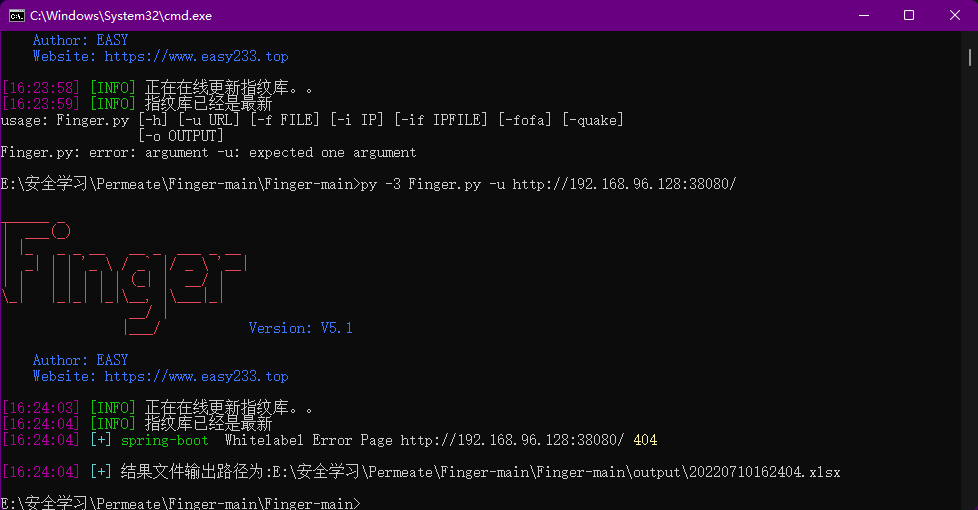 C:\Windows\System32\cmd.exe
Author: EASY
Website: https://www.easy233.top
[16:23:58] [INFO] 正在在线更新指纹库。。
[16:23:59] [INFO] 指纹库已经是最新
usage: Finger.py [-h] [-u URL] [-f FILE] [-i IP] [-if IPFILE] [-fofa] [-quake]
[-o OUTPUT]
Finger.py: error: argument -u: expected one argument
E:\安全学习\Permeate\Finger-main\Finger-main>py -3 Finger.py -u http://192.168.96.128:38080/
Finger
Version: V5.1
Author: EASY
Website: https://www.easy233.top
[16:24:03] [INFO] 正在在线更新指纹库。。
[16:24:04] [INFO] 指纹库已经是最新
[16:24:04] [+] spring-boot  Whitelabel Error Page http://192.168.96.128:38080/ 404
[16:24:04] [+] 结果文件输出路径为:E:\安全学习\Permeate\Finger-main\Finger-main\output\20220710162404.xlsx
E:\安全学习\Permeate\Finger-main\Finger-main>